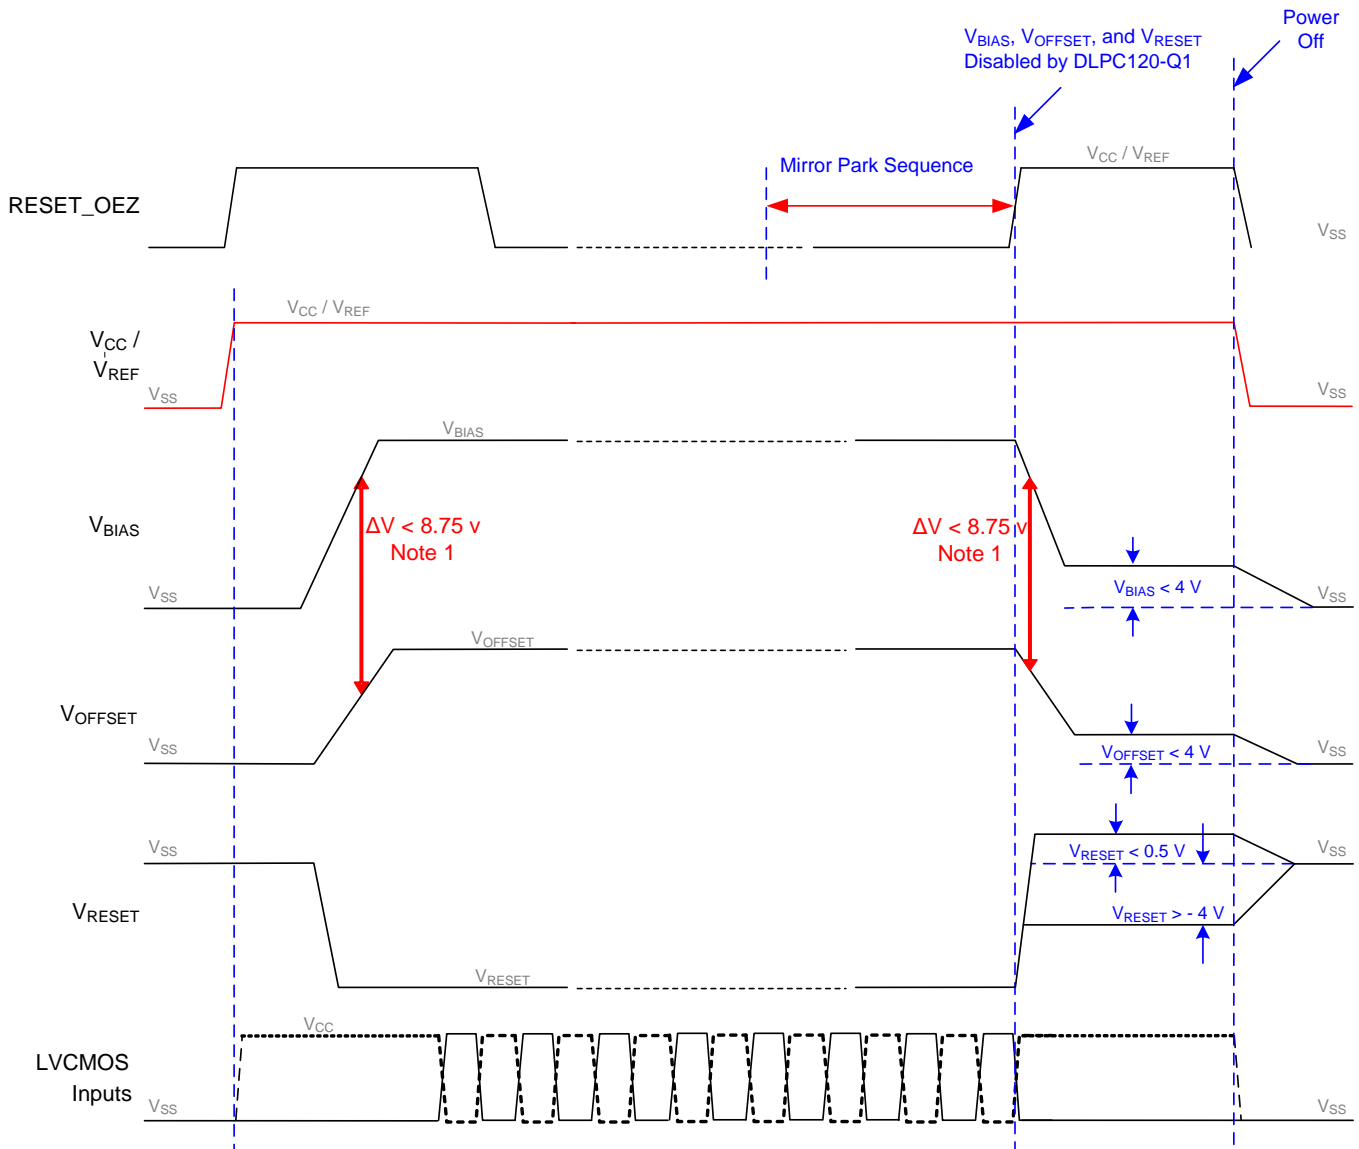 Power
Off
VBIAS, VOFFSET, and VRESET
Disabled by DLPC120-Q1
VCC / VREF
Mirror Park Sequence
RESET_OEZ
VSS
VCC / VREF
VCC /
VREF
VSS
VSS
VBIAS
ΔV < 8.75 v
Note 1
ΔV < 8.75 v
Note 1
VBIAS
VBIAS < 4 V
VSS
VSS
VOFFSET
VOFFSET
VSS
VOFFSET < 4 V
VSS
VSS
VRESET < 0.5 V
VSS
VRESET
VRESET > - 4 V
VRESET
VCC
LVCMOS
Inputs
VSS
VSS